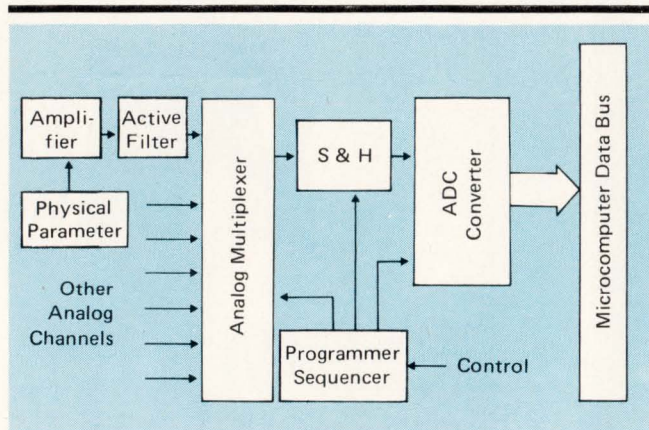 Ampli-
fier
Active
Filter
Physical
Parameter
Other
Analog
Channels
Analog Multiplexer
S & H
Programmer
Sequencer
Control
ADC
Converter
Microcomputer Data Bus